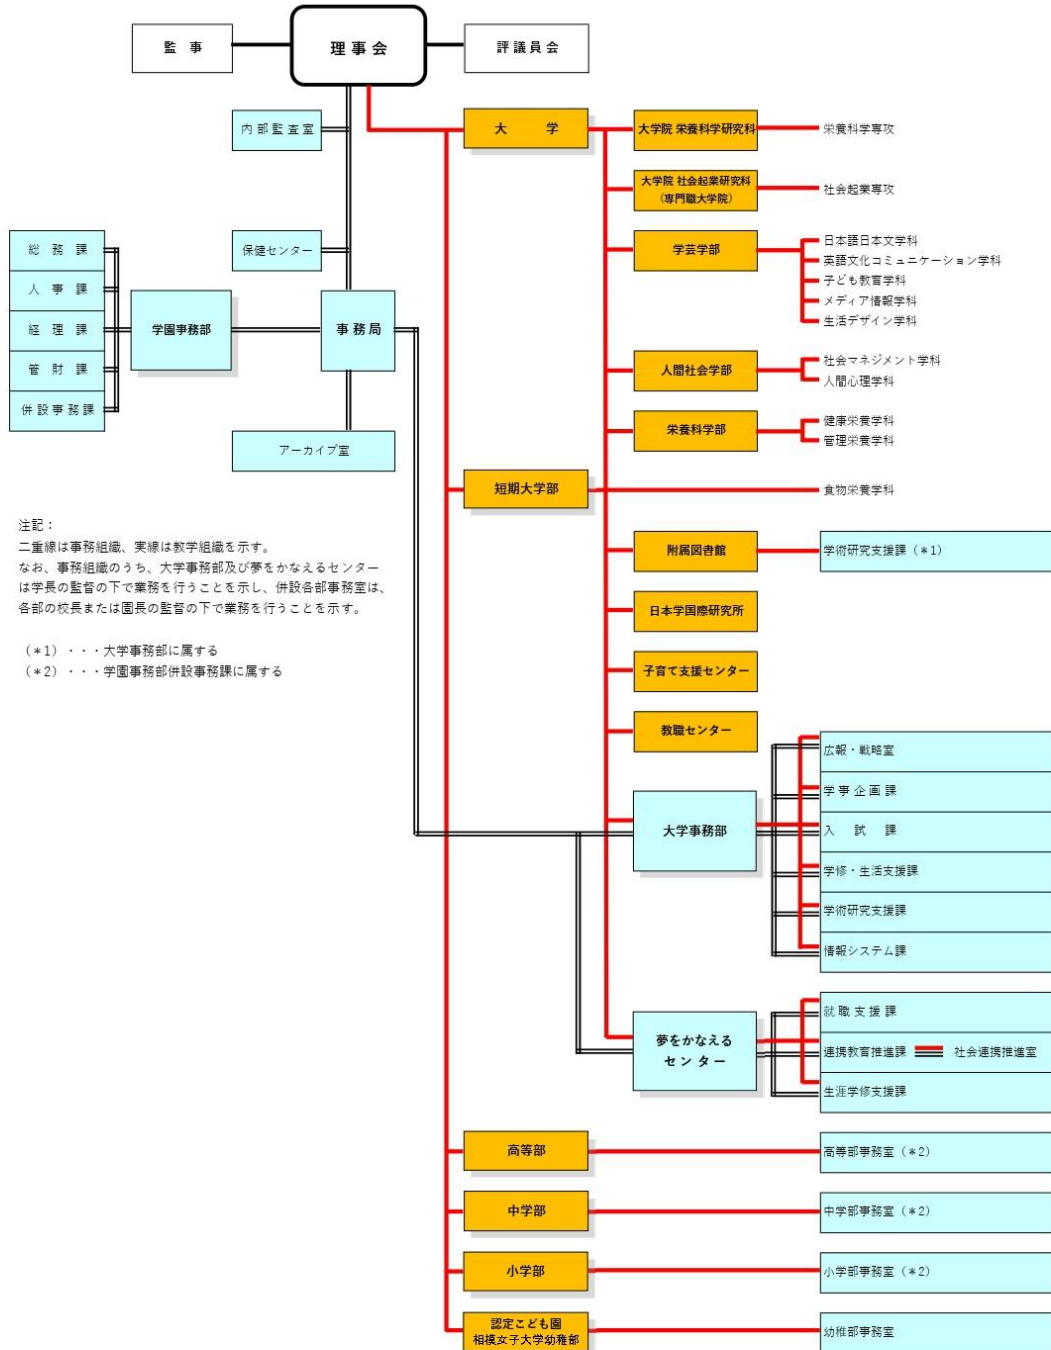 監　事
理事会
評議員会
内部監査室
保健センター
総　務　課
人　事　課
経　理　課
管　財　課
併設事務課
学園事務部
事務局
アーカイブ室
大　　学
大学院 栄養科学研究科
栄養科学専攻
大学院 社会起業研究科
（専門職大学院）
社会起業専攻
学芸学部
日本語日本文学科
英語文化コミュニケーション学科
子ども教育学科
メディア情報学科
生活デザイン学科
人間社会学部
社会マネジメント学科
人間心理学科
栄養科学部
健康栄養学科
管理栄養学科
短期大学部
食物栄養学科
注記：
二重線は事務組織、実線は教学組織を示す。
なお、事務組織のうち、大学事務部及び夢をかなえるセンター
は学長の監督の下で業務を行うことを示し、併設各部事務室は、
各部の校長または園長の監督の下で業務を行うことを示す。
（＊1）・・・大学事務部に属する
（＊2）・・・学園事務部併設事務課に属する
附属図書館
学術研究支援課（＊1）
日本学国際研究所
子育て支援センター
教職センター
大学事務部
広報・戦略室
学事企画課
入　試　課
学修・生活支援課
学術研究支援課
情報システム課
夢をかなえる
センター
就職支援課
連携教育推進課
社会連携推進室
生涯学修支援課
高等部
高等部事務室（＊2）
中学部
中学部事務室（＊2）
小学部
小学部事務室（＊2）
認定こども園
相模女子大学幼稚部
幼稚部事務室